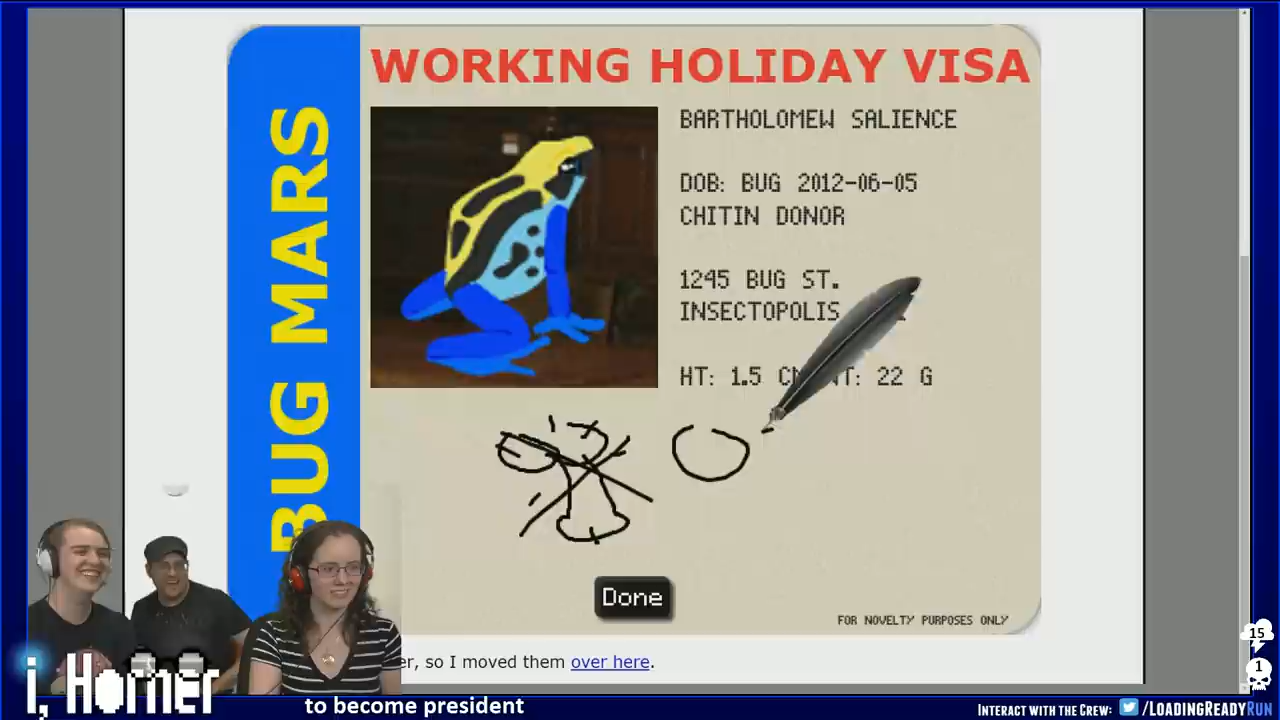 WORKING HOLIDAY VISA
BUG MARS
BARTHOLOMEW SALIENCE
DOB: BUG 2012-06-05
CHITIN DONOR
1245 BUG ST.
INSECTOPOLIS
HT: 1.5 22 G
Done
FOR NOVELTY PURPOSES ONLY
so I moved them over here.
i, Horner
to become president
15
1
INTERACT WITH THE CREW: /LOADINGREADYRUN